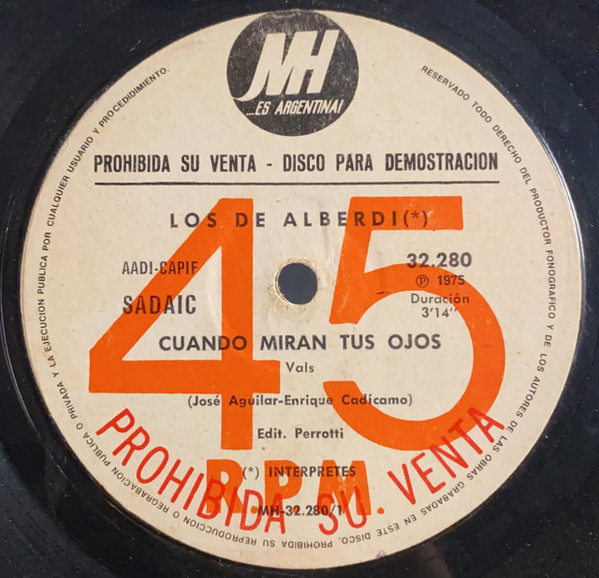 MH
...ES ARGENTINA!
PROHIBIDA SU VENTA - DISCO PARA DEMOSTRACION
LOS DE ALBERDI(*)
45
AADI-CAPIF
32.280
SADAIC
Ⓟ 1975
Duración
3'14"
CUANDO MIRAN TUS OJOS
Vals
(José Aguilar-Enrique Cadícamo)
Edit. Perrotti
R.P.M.
(*) INTERPRETES
MH-32.280/1
PROHIBIDA SU VENTA
RESERVADO TODO DERECHO DEL PRODUCTOR FONOGRAFICO Y DE LOS AUTORES DE LAS OBRAS GRABADAS EN ESTE DISCO. PROHIBIDA SU REPRODUCCION O REGRABACION PUBLICA O PRIVADA Y LA EJECUCION PUBLICA POR CUALQUIER USUARIO Y PROCEDIDIMIENTO.